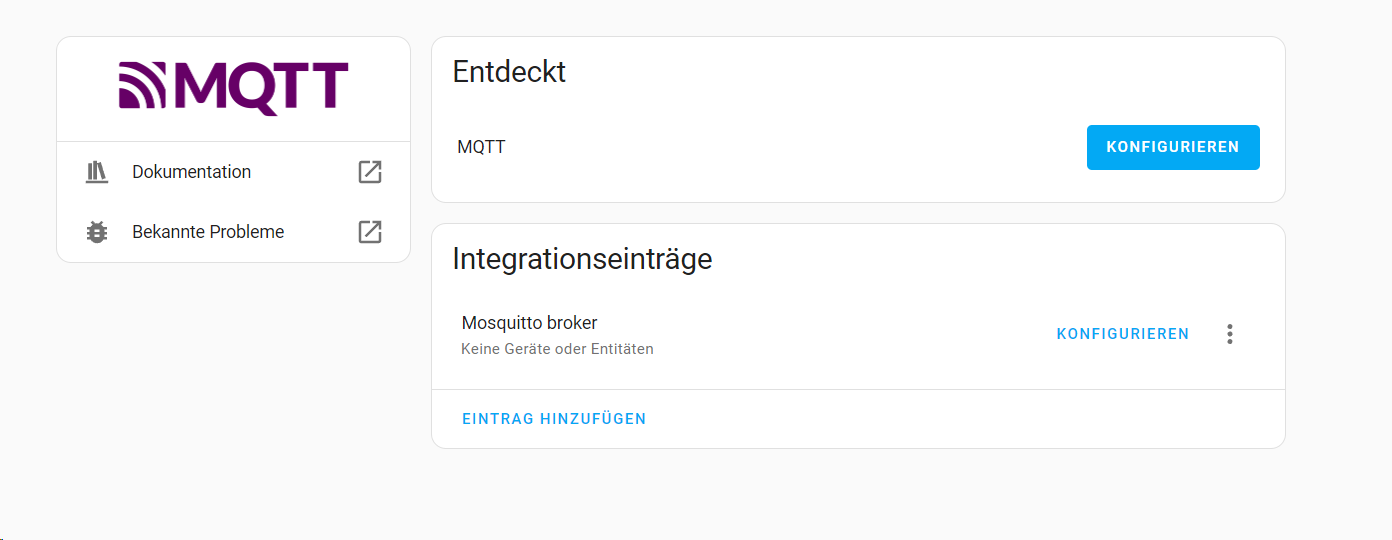 MQTT
Dokumentation
Bekannte Probleme
Entdeckt
MQTT
KONFIGURIEREN
Integrationseinträge
Mosquitto broker
Keine Geräte oder Entitäten
KONFIGURIEREN
EINTRAG HINZUFÜGEN